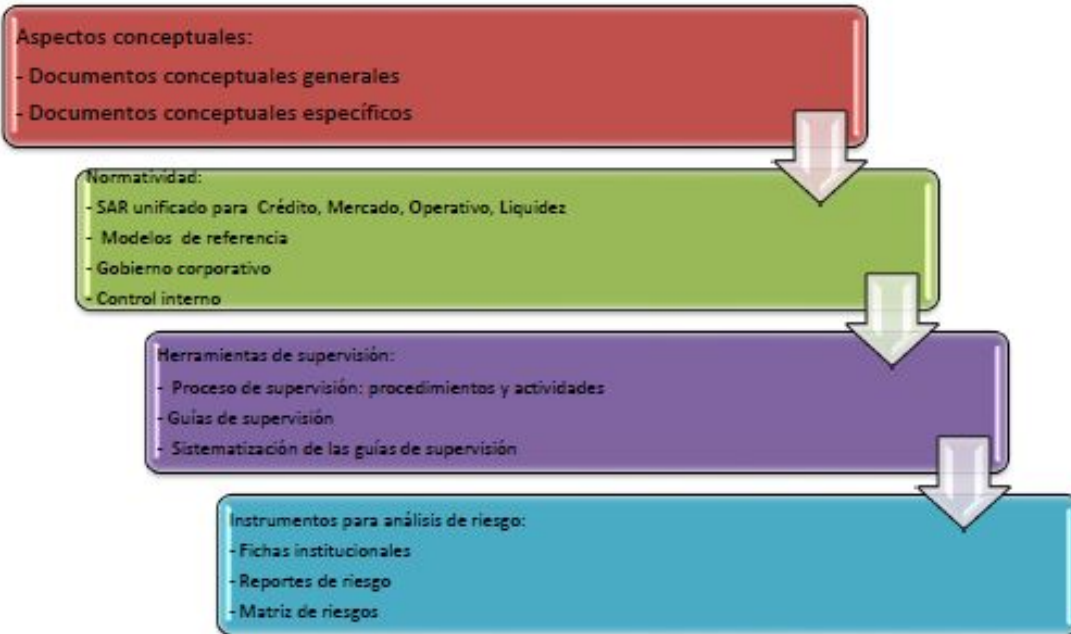 Aspectos conceptuales:
- Documentos conceptuales generales
- Documentos conceptuales específicos
Normatividad:
- SAR unificado para Crédito, Mercado, Operativo, Liquidez
- Modelos de referencia
- Gobierno corporativo
- Control interno
Herramientas de supervisión:
- Proceso de supervisión: procedimientos y actividades
- Guías de supervisión
- Sistematización de las guías de supervisión
Instrumentos para análisis de riesgo:
- Fichas institucionales
- Reportes de riesgo
- Matriz de riesgos